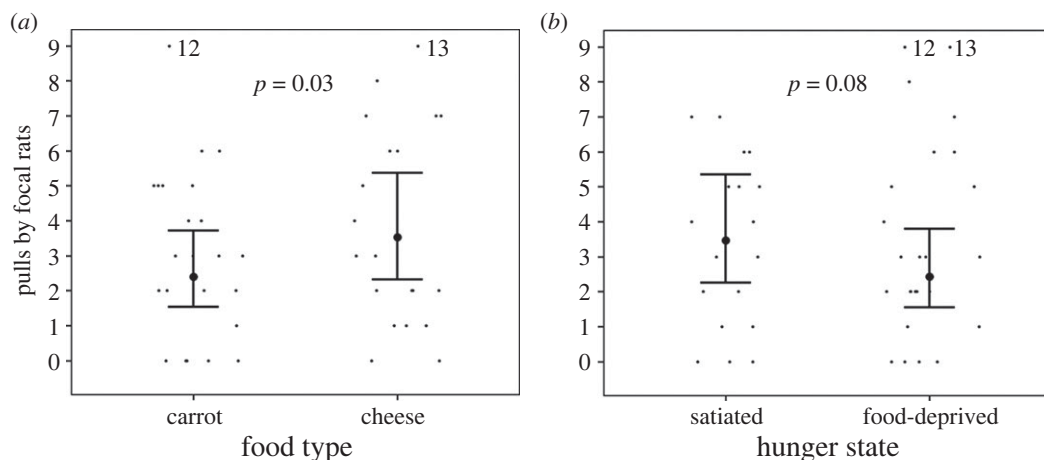 (a)
(b)
pulls by focal rats
9
8
7
6
5
4
3
2
1
0
12
13
p = 0.03
carrot
cheese
food type
9
8
7
6
5
4
3
2
1
0
12
13
p = 0.08
satiated
food-deprived
hunger state